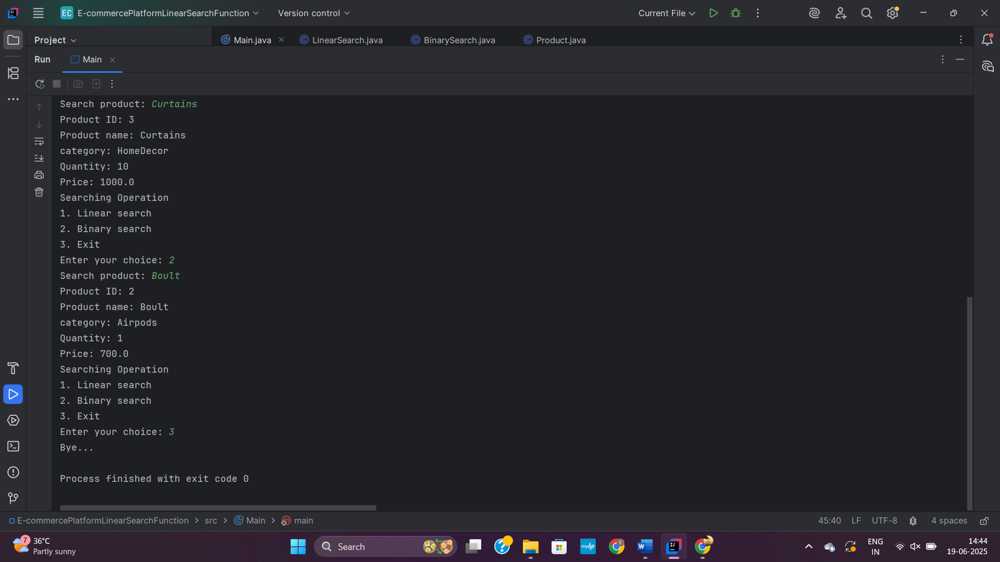 EC E-commercePlatformLinearSearchFunction Version control Current File
Project Main.java LinearSearch.java BinarySearch.java Product.java
Run Main
Search product: Curtains
Product ID: 3
Product name: Curtains
category: HomeDecor
Quantity: 10
Price: 1000.0
Searching Operation
1. Linear search
2. Binary search
3. Exit
Enter your choice: 2
Search product: Boult
Product ID: 2
Product name: Boult
category: Airpods
Quantity: 1
Price: 700.0
Searching Operation
1. Linear search
2. Binary search
3. Exit
Enter your choice: 3
Bye...
Process finished with exit code 0
E-commercePlatformLinearSearchFunction > src > Main > main 45:40 LF UTF-8 4 spaces
7 36°C
Partly sunny
Search
myhp
E
W
ENG
IN
14:44
19-06-2025